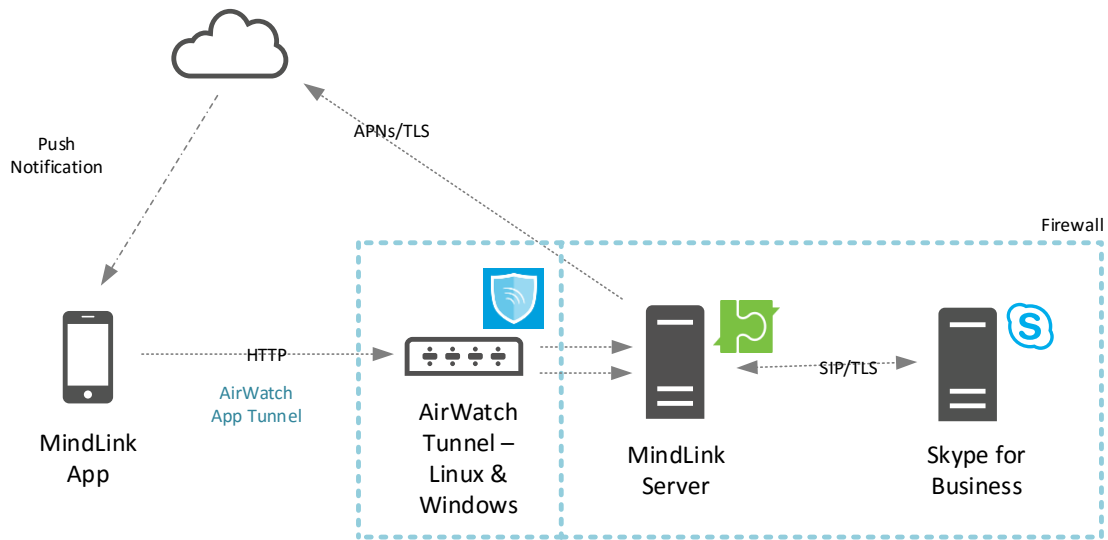 Push
Notification
APNs/TLS
Firewall
HTTP
AirWatch
App Tunnel
SIP/TLS
S
MindLink
App
AirWatch
Tunnel –
Linux &
Windows
MindLink
Server
Skype for
Business